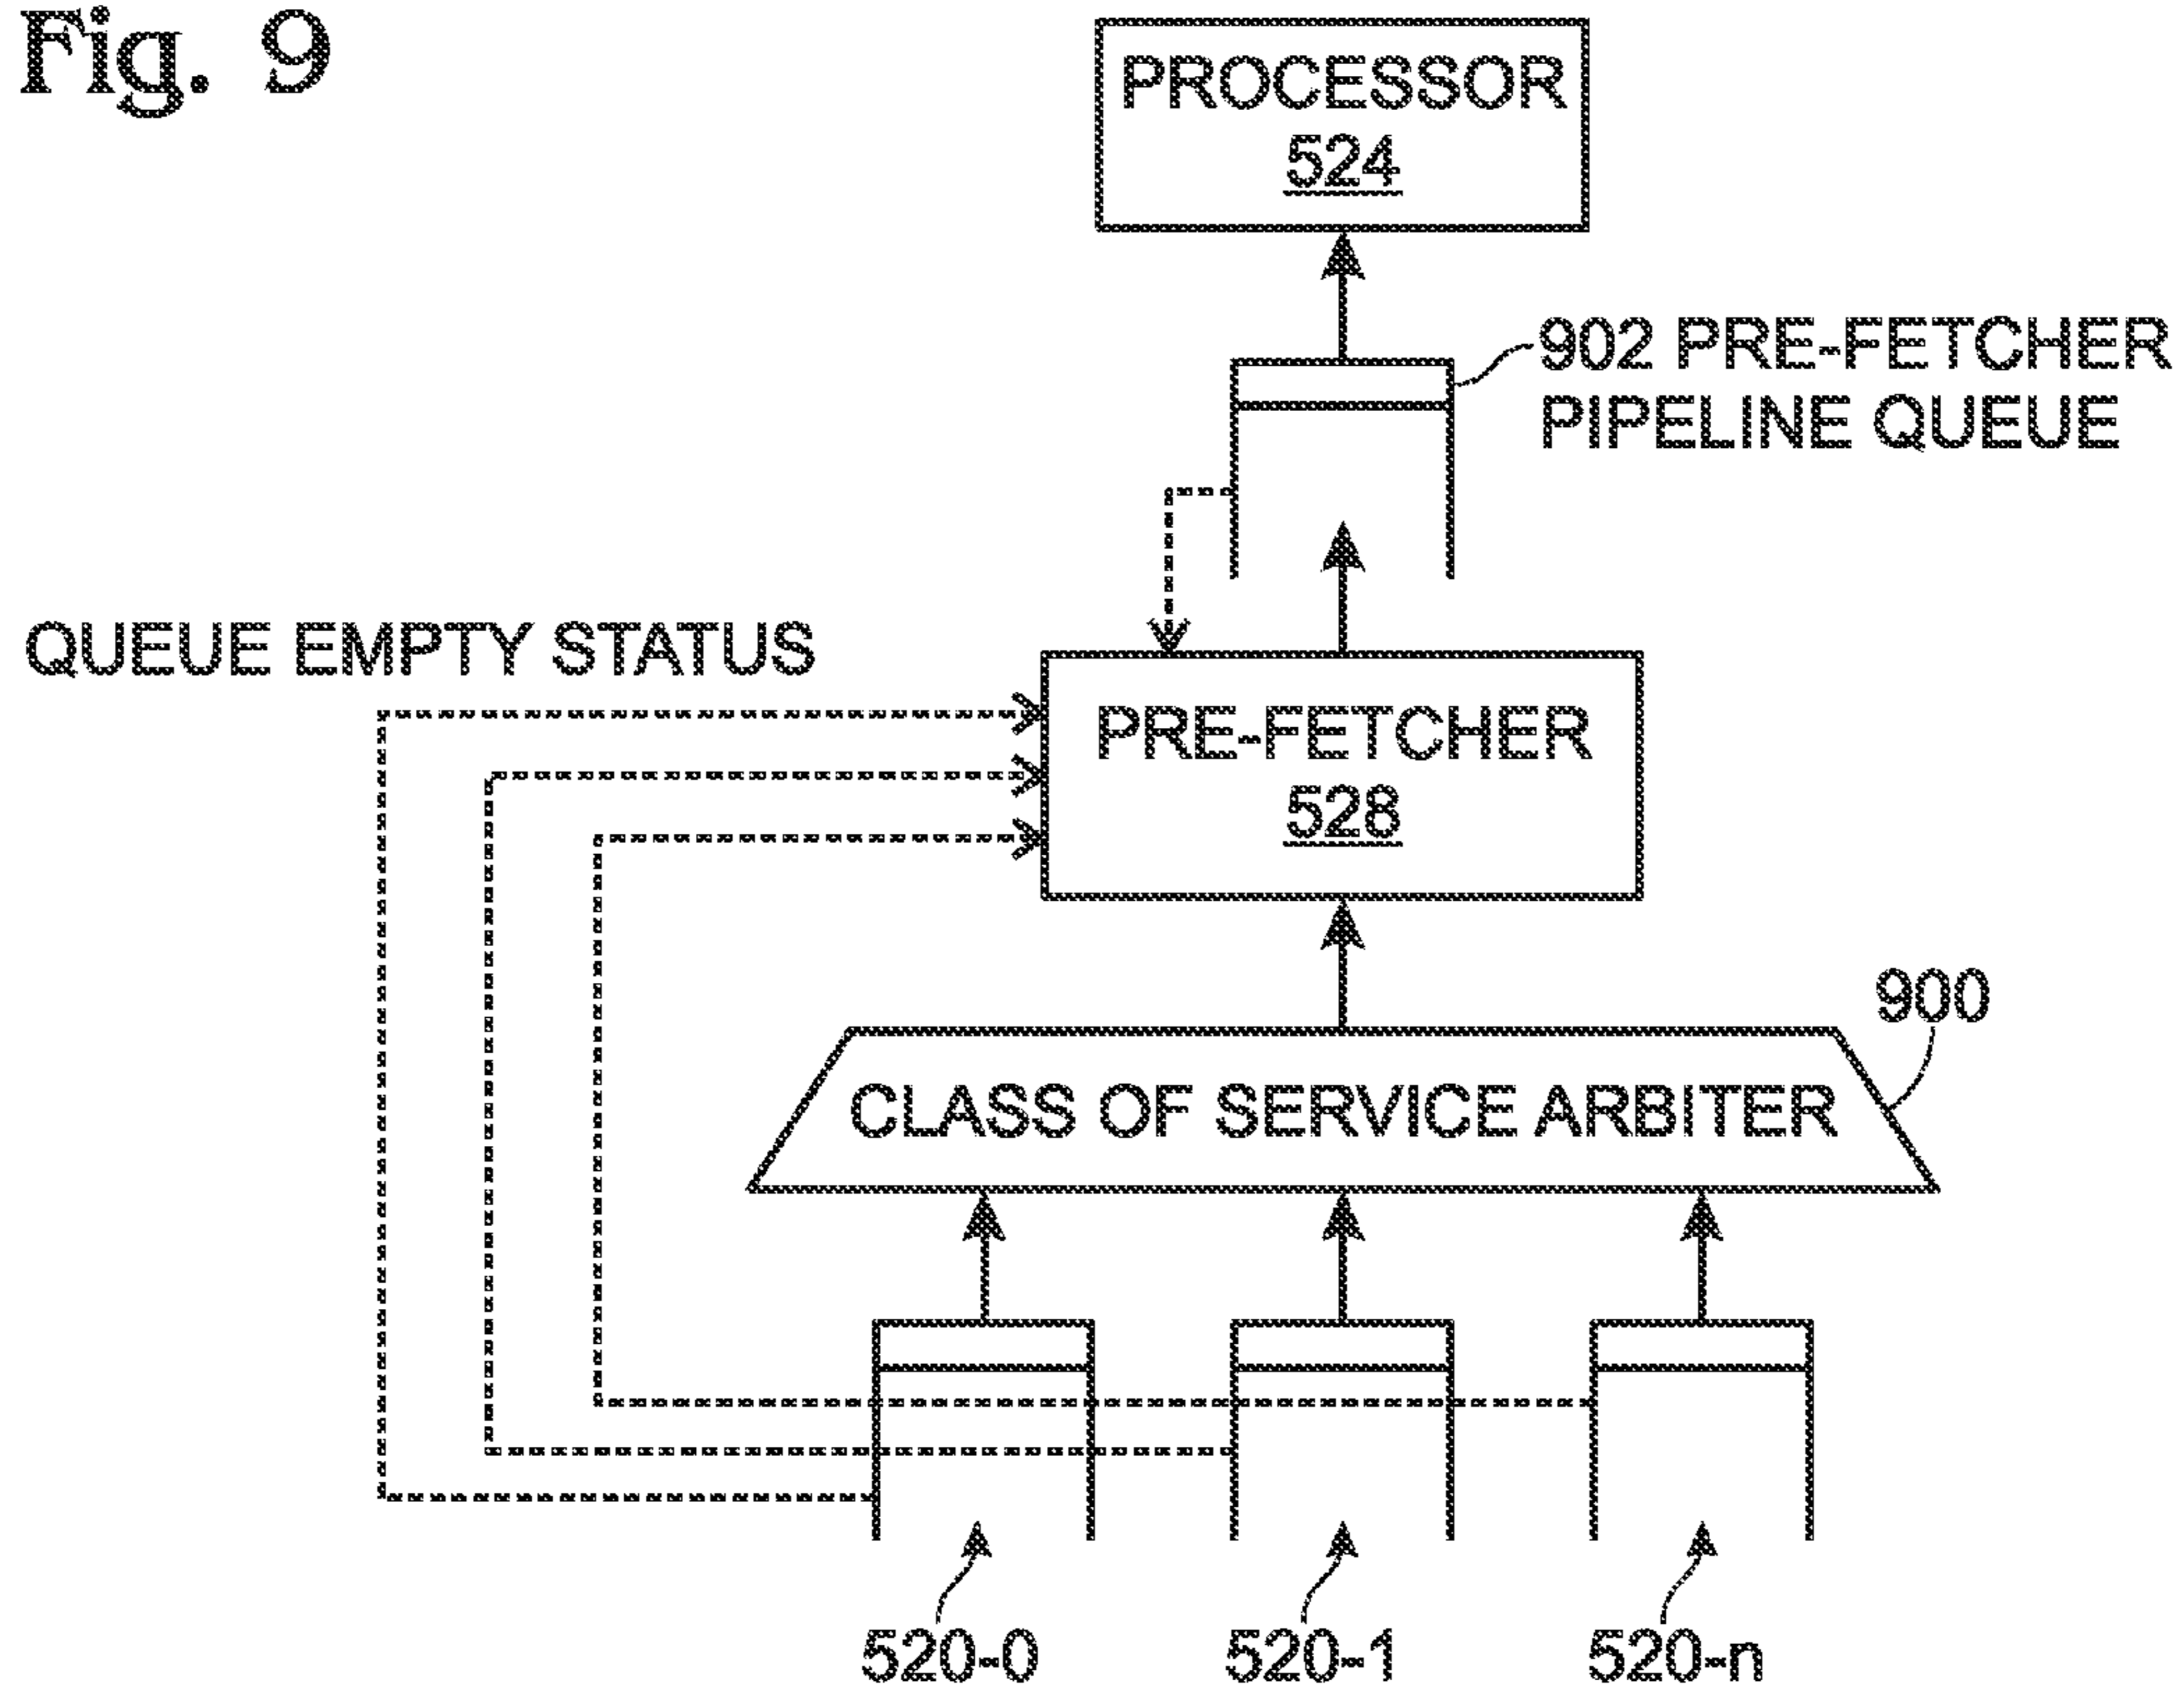 Fig. 9
PROCESSOR
524
902 PRE-FETCHER
PIPELINE QUEUE
QUEUE EMPTY STATUS
PRE-FETCHER
528
900
CLASS OF SERVICE ARBITER
520-0
520-1
520-n